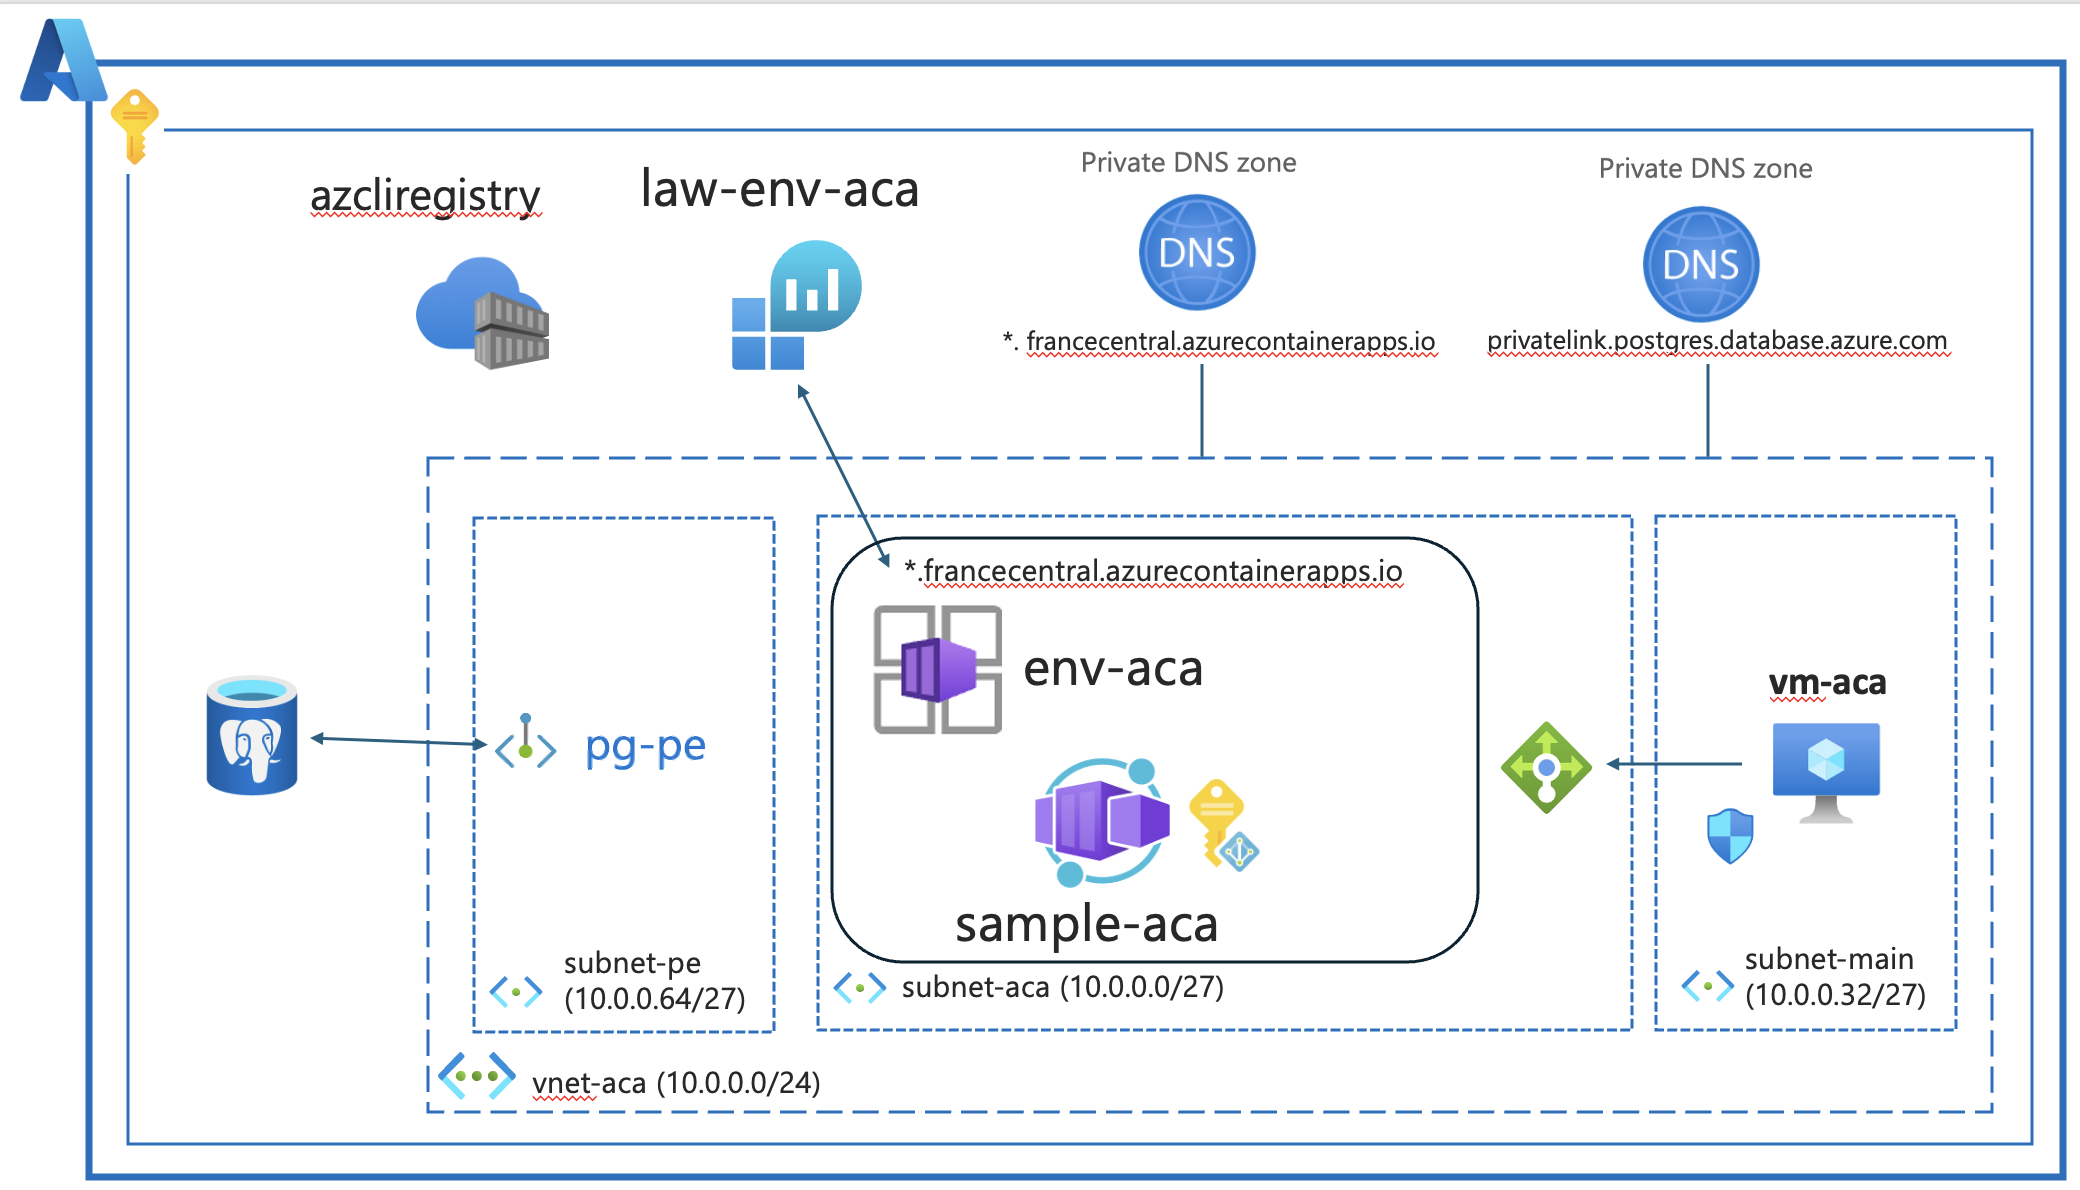 azcliregistry
law-env-aca
Private DNS zone
Private DNS zone
DNS
DNS
*. francecentral.azurecontainerapps.io
privatelink.postgres.database.azure.com
*.francecentral.azurecontainerapps.io
env-aca
pg-pe
vm-aca
sample-aca
subnet-pe
(10.0.0.64/27)
subnet-aca (10.0.0.0/27)
subnet-main
(10.0.0.32/27)
vnet-aca (10.0.0.0/24)